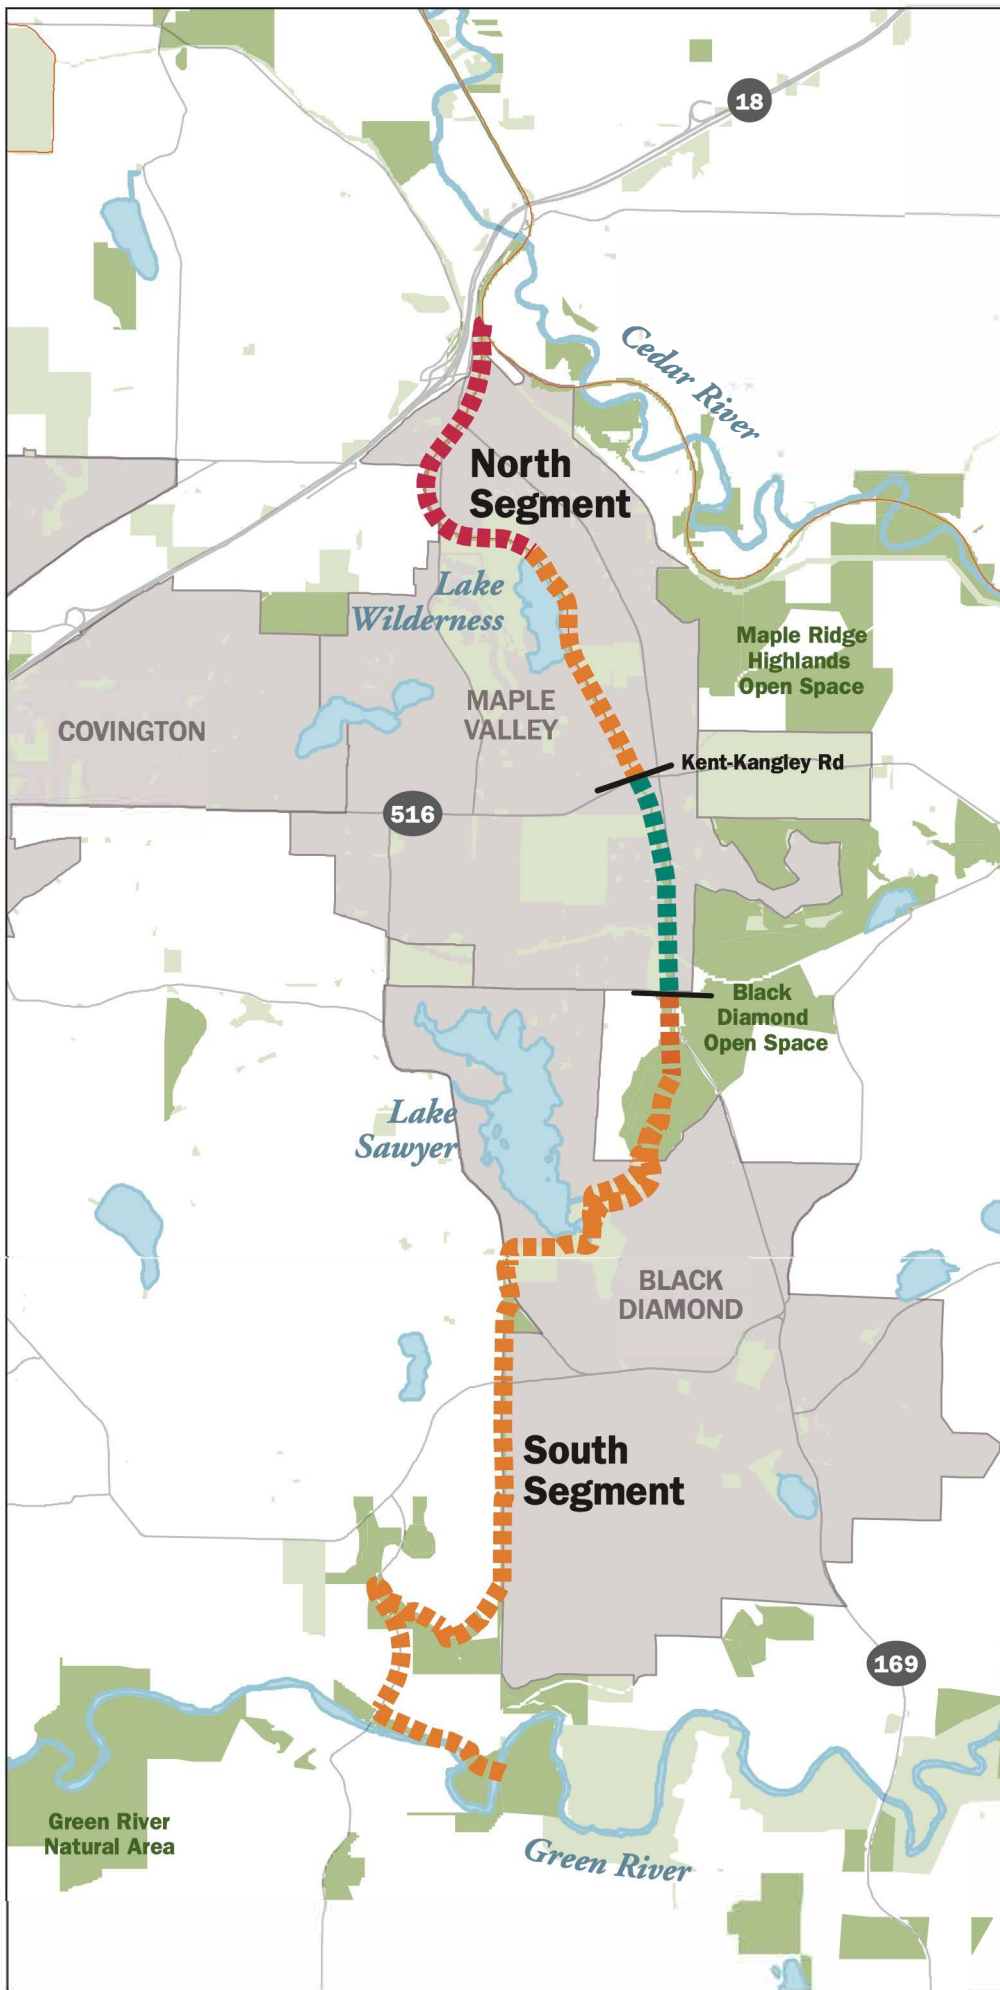 18
Cedar River
North
Segment
Lake
Wilderness
Maple Ridge
Highlands
Open Space
MAPLE
VALLEY
COVINGTON
Kent-Kangley Rd
516
Black
Diamond
Open Space
Lake
Sawyer
BLACK
DIAMOND
South
Segment
169
Green River
Natural Area
Green River